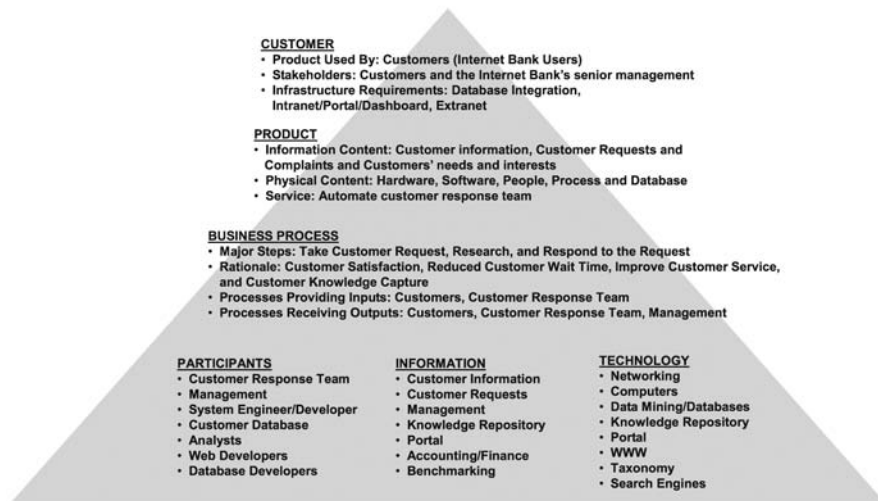 CUSTOMER
• Product Used By: Customers (Internet Bank Users)
• Stakeholders: Customers and the Internet Bank's senior management
• Infrastructure Requirements: Database Integration,
Intranet/Portal/Dashboard, Extranet
PRODUCT
• Information Content: Customer information, Customer Requests and
Complaints and Customers' needs and interests
• Physical Content: Hardware, Software, People, Process and Database
• Service: Automate customer response team
BUSINESS PROCESS
• Major Steps: Take Customer Request, Research, and Respond to the Request
• Rationale: Customer Satisfaction, Reduced Customer Wait Time, Improve Customer Service,
and Customer Knowledge Capture
• Processes Providing Inputs: Customers, Customer Response Team
• Processes Receiving Outputs: Customers, Customer Response Team, Management
PARTICIPANTS
• Customer Response Team
• Management
• System Engineer/Developer
• Customer Database
• Analysts
• Web Developers
• Database Developers
INFORMATION
• Customer Information
• Customer Requests
• Management
• Knowledge Repository
• Portal
• Accounting/Finance
• Benchmarking
TECHNOLOGY
• Networking
• Computers
• Data Mining/Databases
• Knowledge Repository
• Portal
• WWW
• Taxonomy
• Search Engines